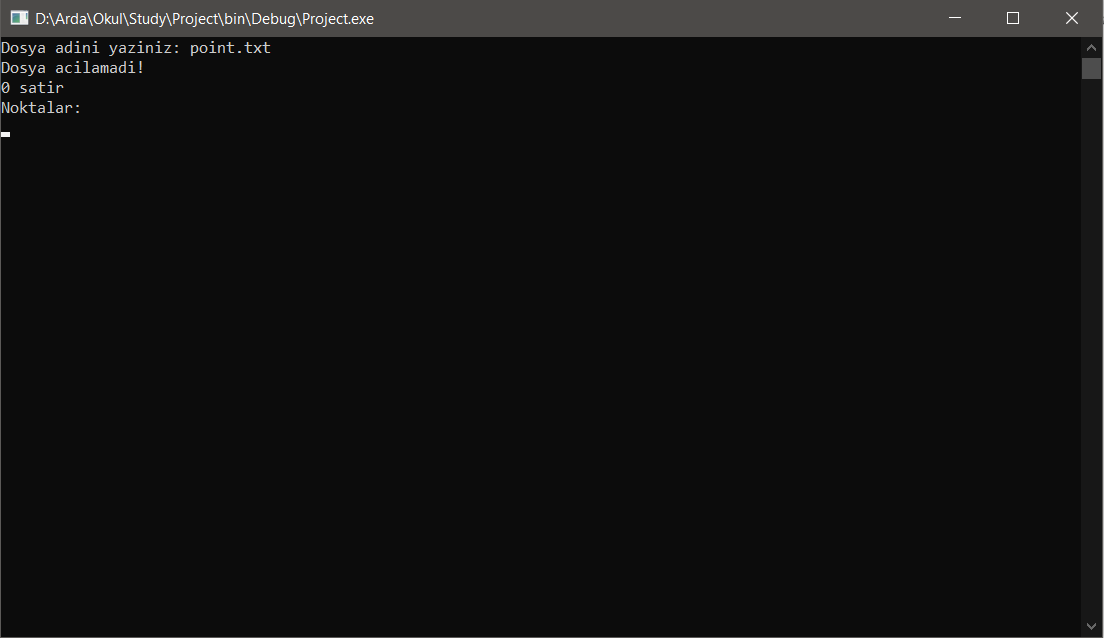 D:\Arda\Okul\Study\Project\bin\Debug\Project.exe
Dosya adini yaziniz: point.txt
Dosya acilamadi!
0 satir
Noktalar: